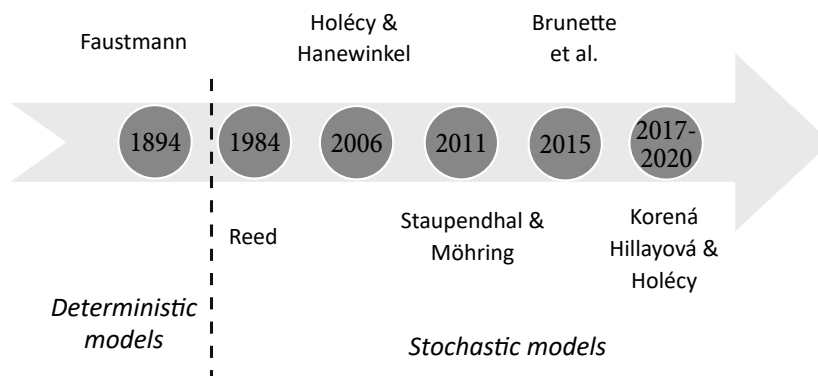 Faustmann
Holécy &
Hanewinkel
Brunette
et al.
1894
1984
2006
2011
2015
2017-
2020
Reed
Staupendhal &
Möhring
Korená
Hillayová &
Holécy
Deterministic
models
Stochastic models